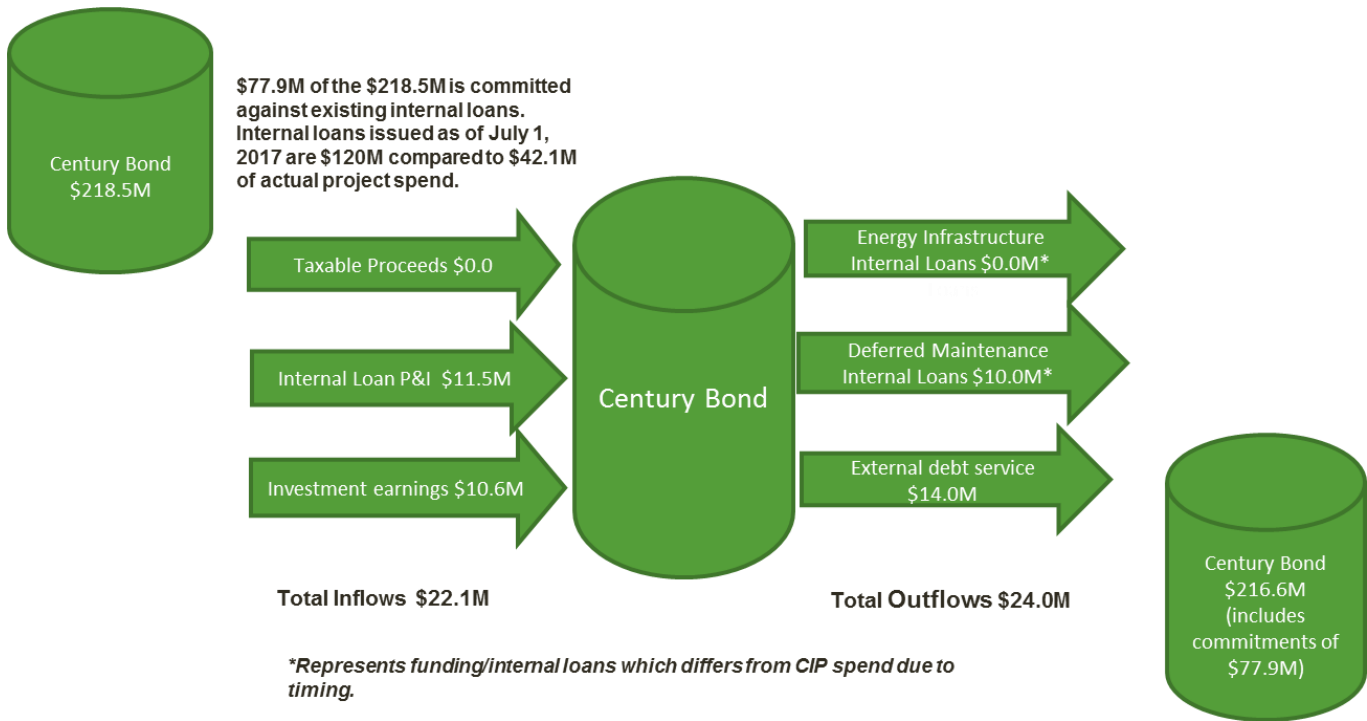 Century Bond
$218.5M
$77.9M of the $218.5M is committed
against existing internal loans.
Internal loans issued as of July 1,
2017 are $120M compared to $42.1M
of actual project spend.
Taxable Proceeds $0.0
Internal Loan P&I $11.5M
Investment earnings $10.6M
Total Inflows $22.1M
Century Bond
Energy Infrastructure
Internal Loans $0.0M*
Deferred Maintenance
Internal Loans $10.0M*
External debt service
$14.0M
Total Outflows $24.0M
Century Bond
$216.6M
(includes
commitments of
$77.9M)
*Represents funding/internal loans which differs from CIP spend due to
timing.